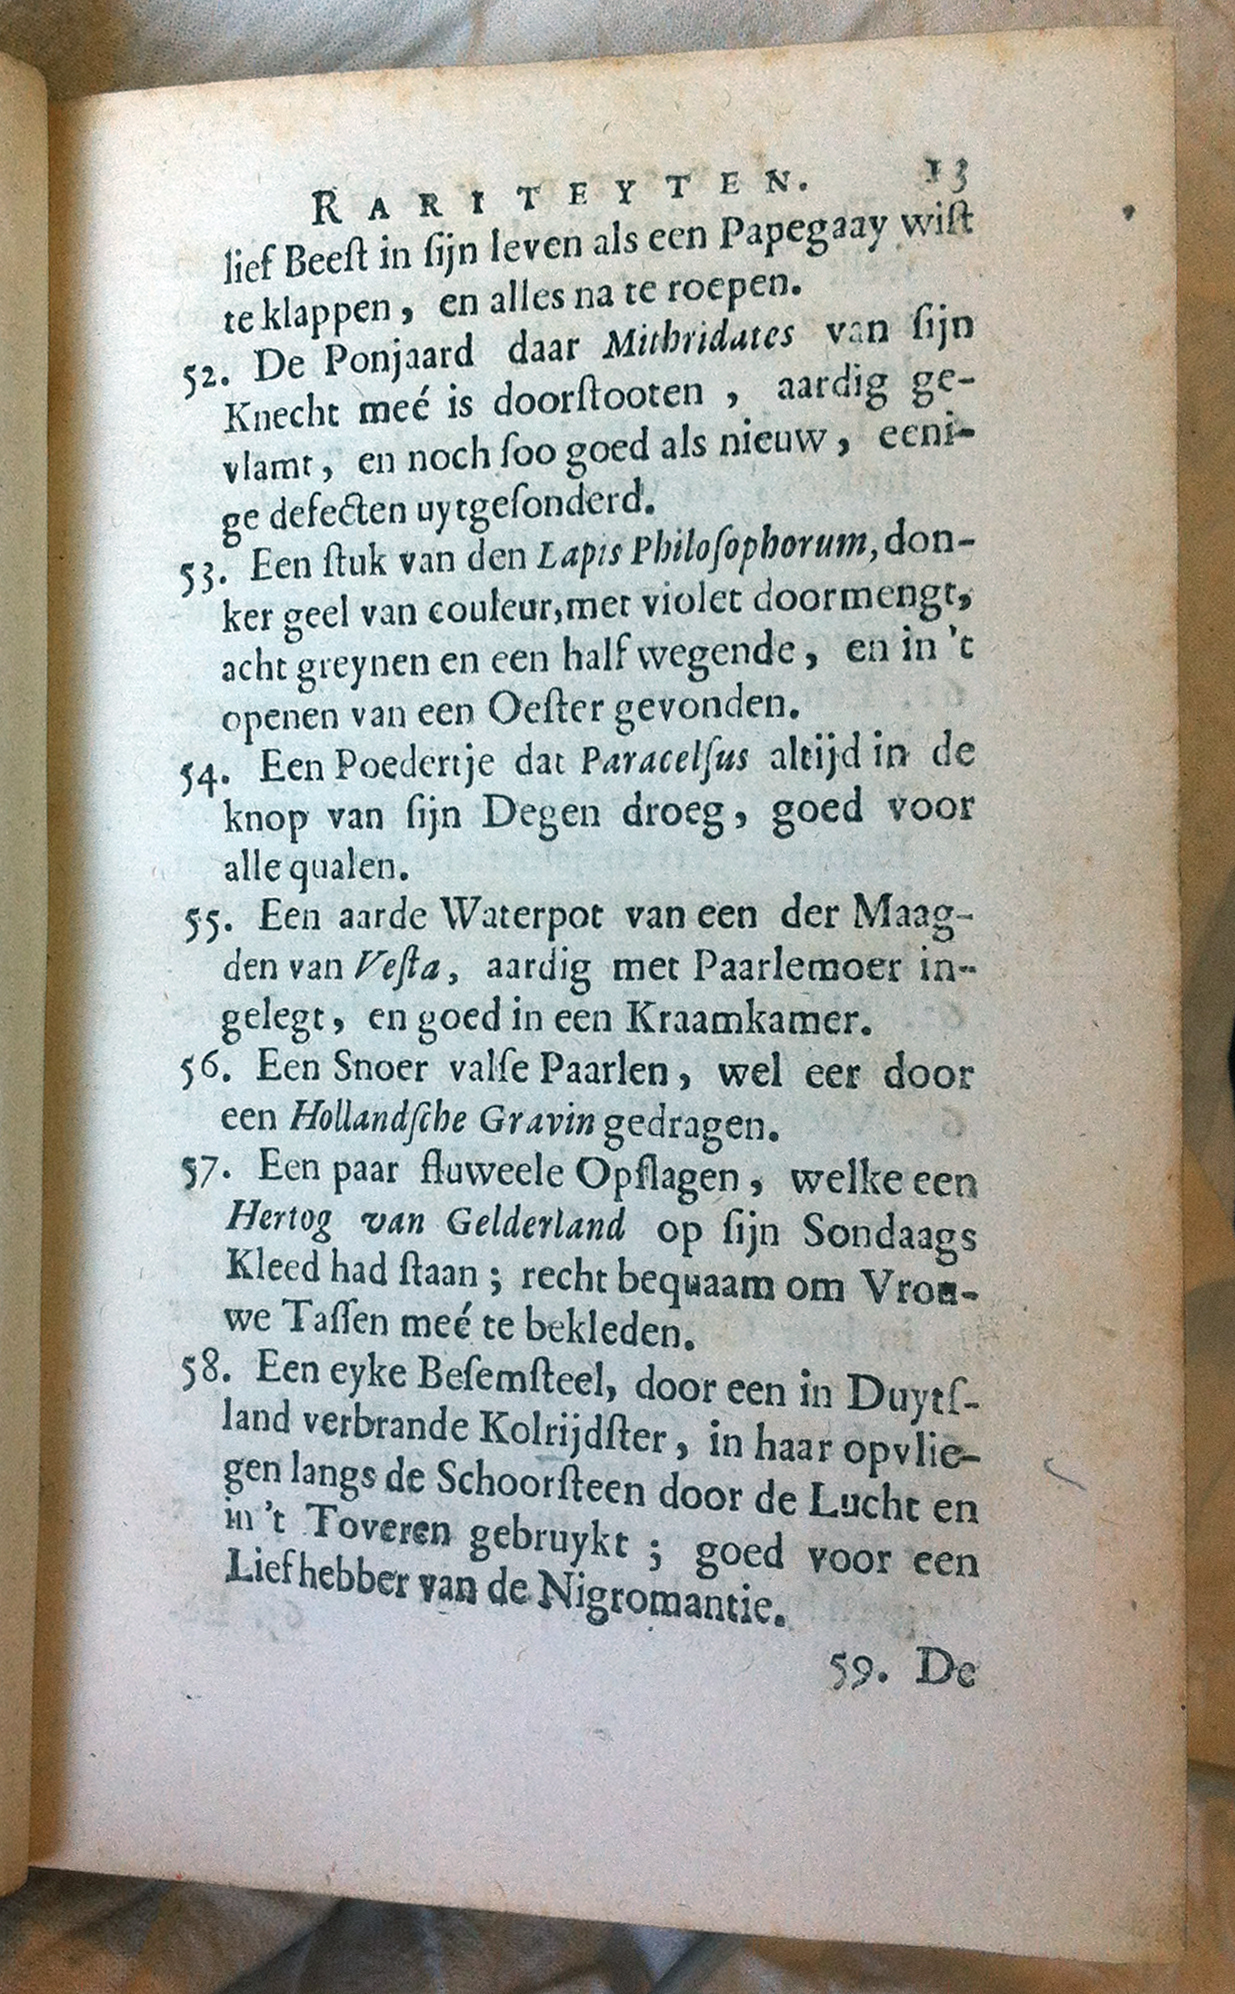 RARITEYTEN. 13
lief Beeſt in ſijn leven als een Papegaay wiſt
te klappen, en alles na te roepen.
52. De Ponjaard daar Mithridates van ſijn
Knecht meé is doorſtooten, aardig ge-
vlamt, en noch ſoo goed als nieuw, eeni-
ge defecten uytgeſonderd.
53. Een ſtuk van den Lapis Philoſophorum, don-
ker geel van couleur, met violet doormengt,
acht greynen en een half wegende, en in 't
openen van een Oeſter gevonden.
54. Een Poedertje dat Paracelſus altijd in de
knop van ſijn Degen droeg, goed voor
alle qualen.
55. Een aarde Waterpot van een der Maag-
den van Veſta, aardig met Paarlemoer in-
gelegt, en goed in een Kraamkamer.
56. Een Snoer valſe Paarlen, wel eer door
een Hollandſche Gravin gedragen.
57. Een paar fluweele Opſlagen, welke een
Hertog van Gelderland op ſijn Sondaags
Kleed had ſtaan; recht bequaam om Vrou-
we Taſſen meé te bekleden.
58. Een eyke Beſemſteel, door een in Duytſ-
land verbrande Kolrijdſter, in haar opvlie-
gen langs de Schoorſteen door de Lucht en
in 't Toveren gebruykt; goed voor een
Liefhebber van de Nigromantie.
59. De